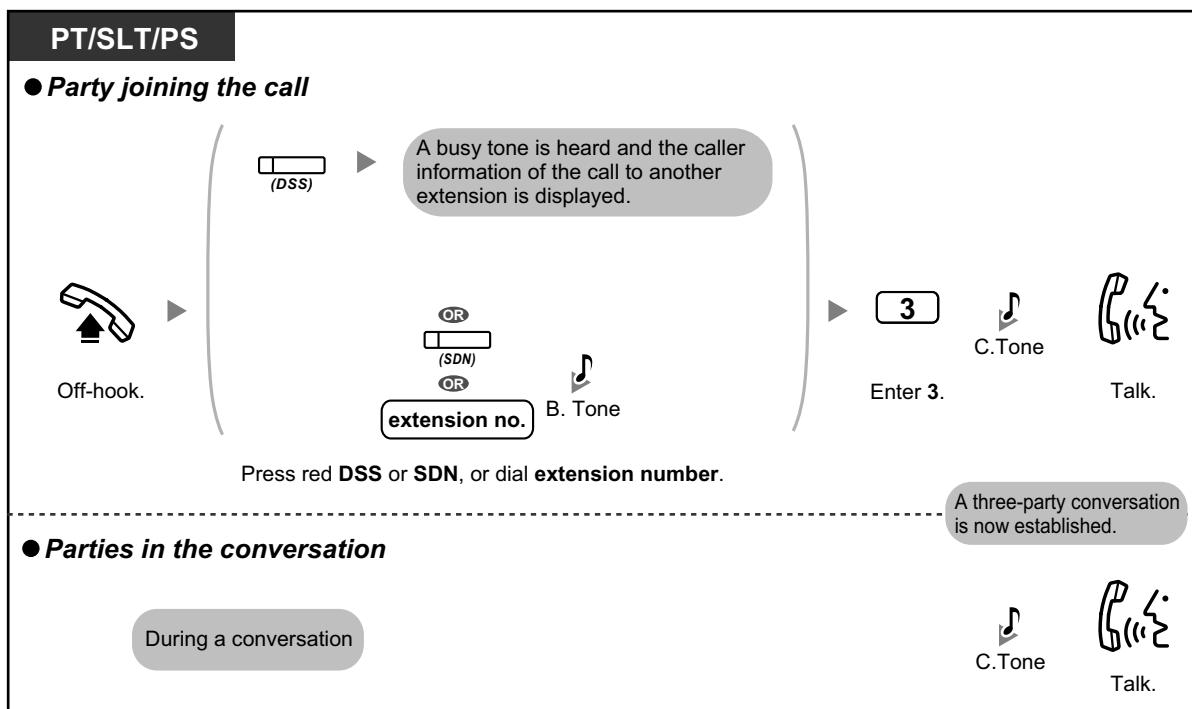 PT/SLT/PS
● Party joining the call
A busy tone is heard and the caller
information of the call to another
extension is displayed.
(DSS)
OR
(SDN)
OR
extension no.
B. Tone
Off-hook.
3
C.Tone
Enter 3.
Talk.
Press red DSS or SDN, or dial extension number.
A three-party conversation
is now established.
● Parties in the conversation
During a conversation
C.Tone
Talk.